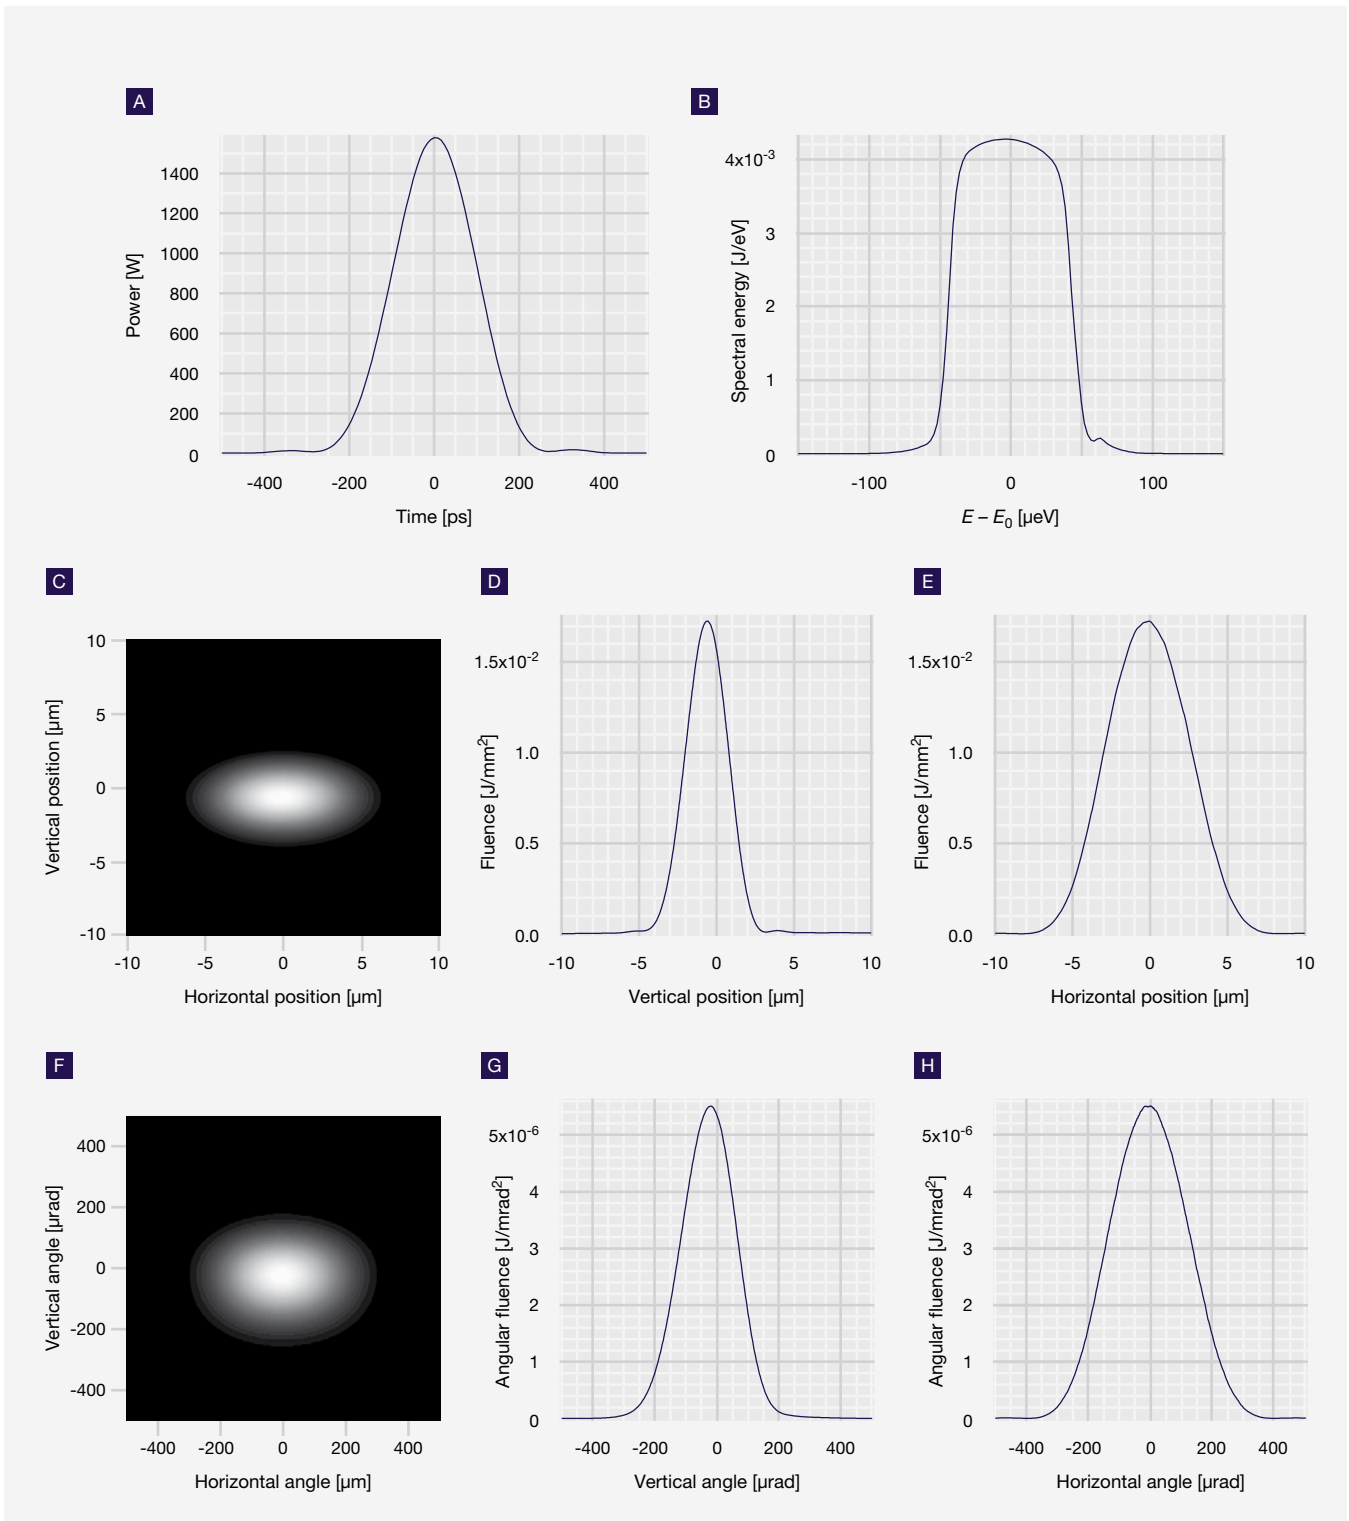 A
B
Power [W]
1400
1200
1000
800
600
400
200
0
-400 -200 0 200 400
Time [ps]
Spectral energy [J/eV]
4x10⁻³
3
2
1
0
-100 0 100
E – E₀ [µeV]
C
D
E
Vertical position [µm]
10
5
0
-5
-10
-10 -5 0 5 10
Horizontal position [µm]
Fluence [J/mm²]
1.5x10⁻²
1.0
0.5
0.0
-10 -5 0 5 10
Vertical position [µm]
Fluence [J/mm²]
1.5x10⁻²
1.0
0.5
0.0
-10 -5 0 5 10
Horizontal position [µm]
F
G
H
Vertical angle [µrad]
400
200
0
-200
-400
-400 -200 0 200 400
Horizontal angle [µm]
Angular fluence [J/mrad²]
5x10⁻⁶
4
3
2
1
0
-400 -200 0 200 400
Vertical angle [µrad]
Angular fluence [J/mrad²]
5x10⁻⁶
4
3
2
1
0
-400 -200 0 200 400
Horizontal angle [µrad]